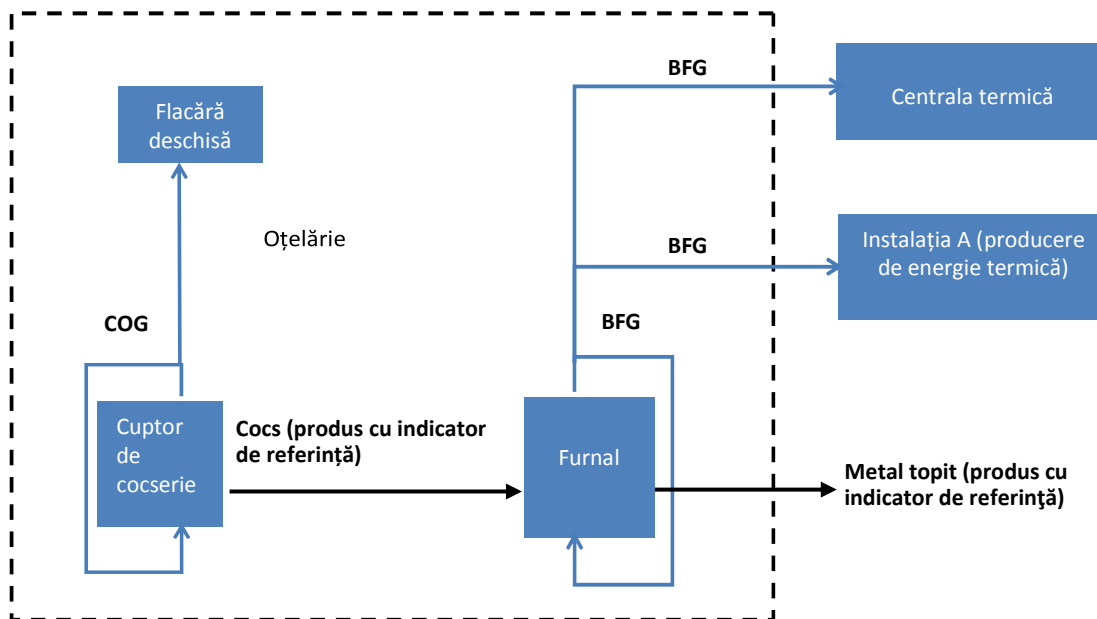 BFG
Centrala termică
Flacără
deschisă
Oțelărie
BFG
Instalația A (producere
de energie termică)
COG
BFG
Cuptor
de
cocserie
Cocs (produs cu indicator
de referință)
Furnal
Metal topit (produs cu
indicator de referinţă)